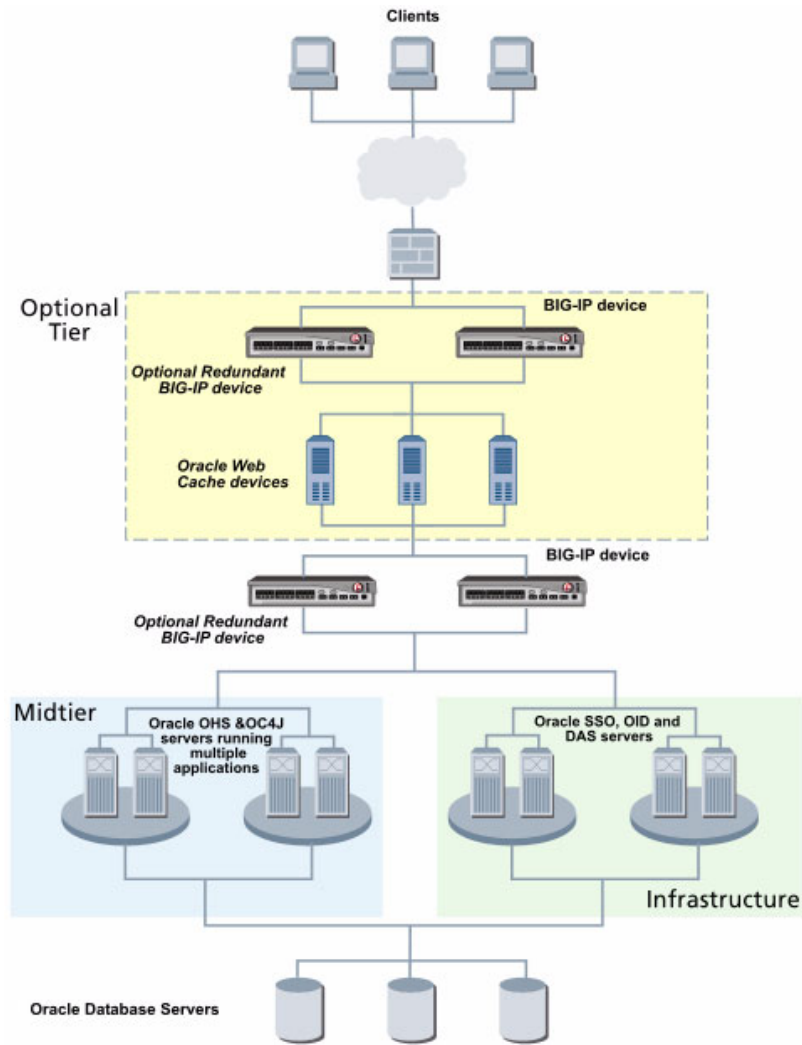 Clients
Optional
Tier
BIG-IP device
Optional Redundant
BIG-IP device
Oracle Web
Cache devices
BIG-IP device
Optional Redundant
BIG-IP device
Midtier
Oracle OHS &OC4J
servers running
multiple
applications
Oracle SSO, OID and
DAS servers
Infrastructure
Oracle Database Servers